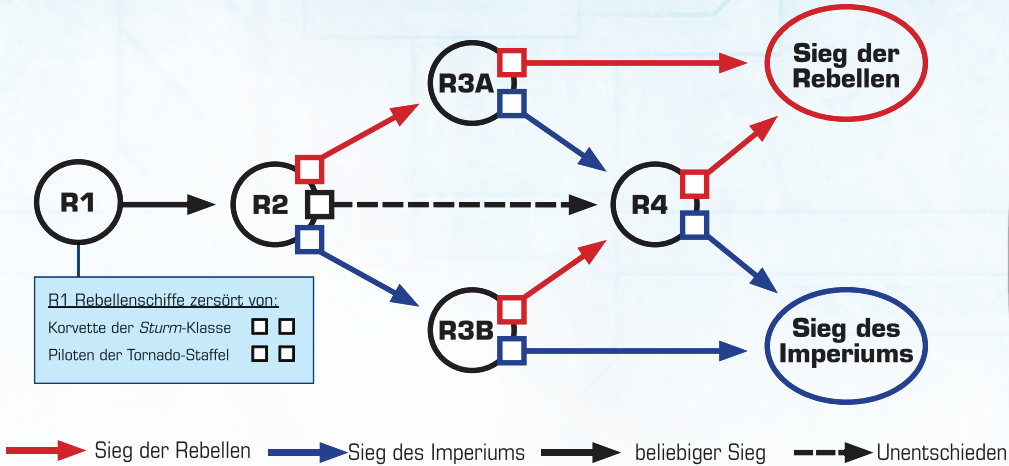 Sieg der
Rebellen
R3A
R1
R2
R4
R1 Rebellenschiffe zersört von:
Korvette der Sturm-Klasse
Piloten der Tornado-Staffel
R3B
Sieg des
Imperiums
Sieg der Rebellen
Sieg des Imperiums
beliebiger Sieg
Unentschieden